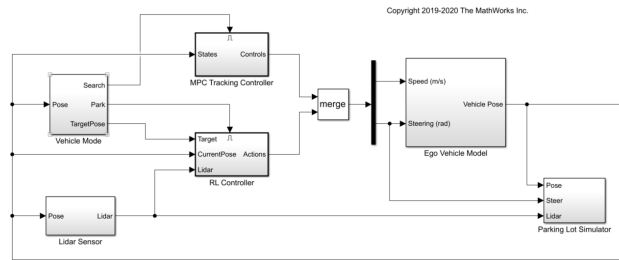 Copyright 2019-2020 The MathWorks Inc.
States
Controls
MPC Tracking Controller
Search
Pose
Park
TargetPose
Vehicle Mode
Target
CurrentPose
Actions
Lidar
RL Controller
merge
Speed (m/s)
Vehicle Pose
Steering (rad)
Ego Vehicle Model
Pose
Lidar
Lidar Sensor
Pose
Steer
Lidar
Parking Lot Simulator